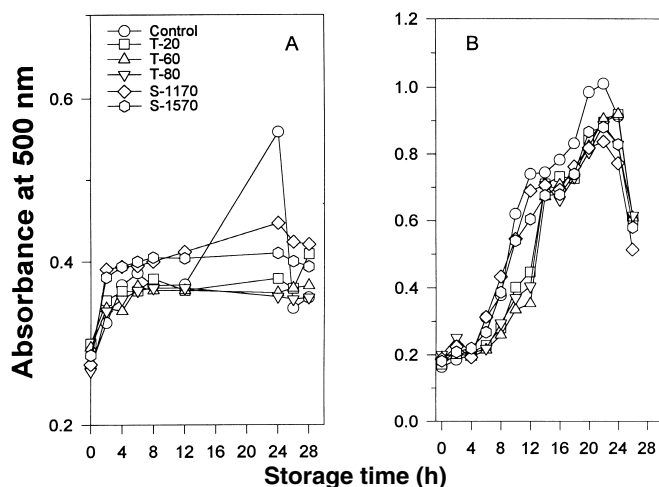 Absorbance at 500 nm
Control
T-20
T-60
T-80
S-1170
S-1570
A
0.6
0.4
0.2
0 4 8 12 16 20 24 28
B
1.2
1.0
0.8
0.6
0.4
0.2
0.0
0 4 8 12 16 20 24 28
Storage time (h)